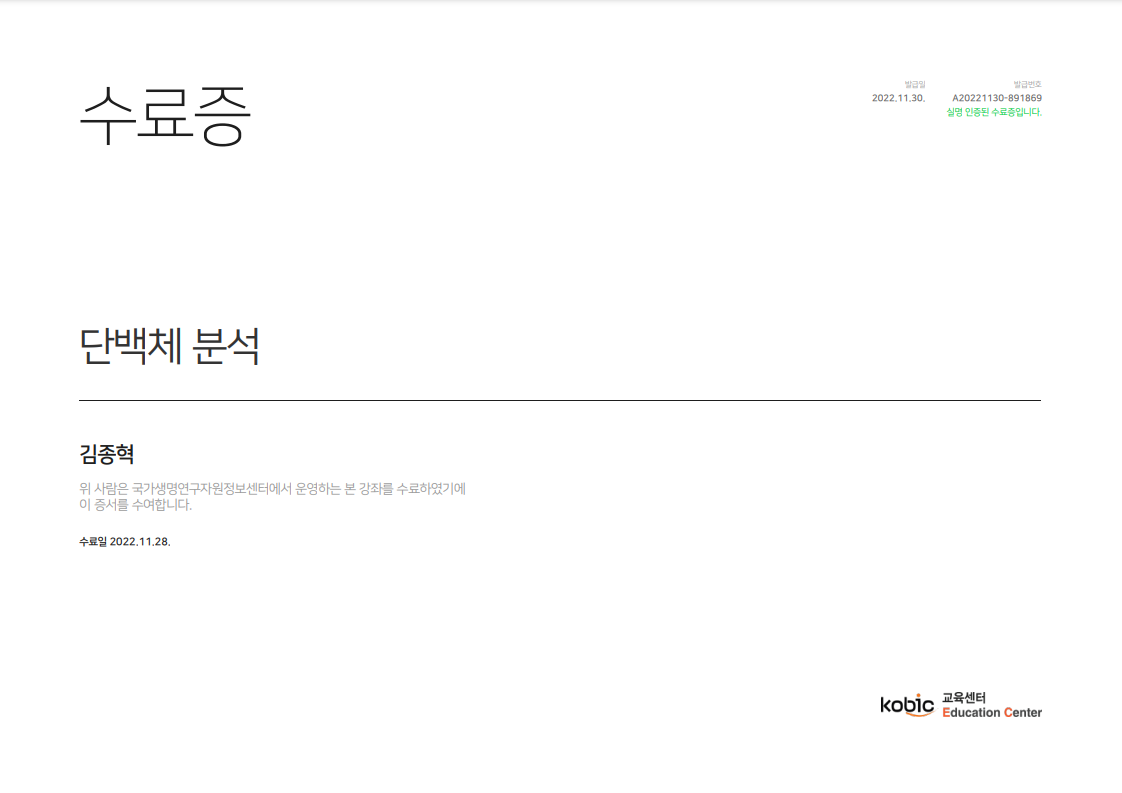 수료증
발급일
2022.11.30.
발급번호
A20221130-891869
실명 인증된 수료증입니다.
단백체 분석
김종혁
위 사람은 국가생명연구자원정보센터에서 운영하는 본 강좌를 수료하였기에
이 증서를 수여합니다.
수료일 2022.11.28.
kobic 교육센터
Education Center